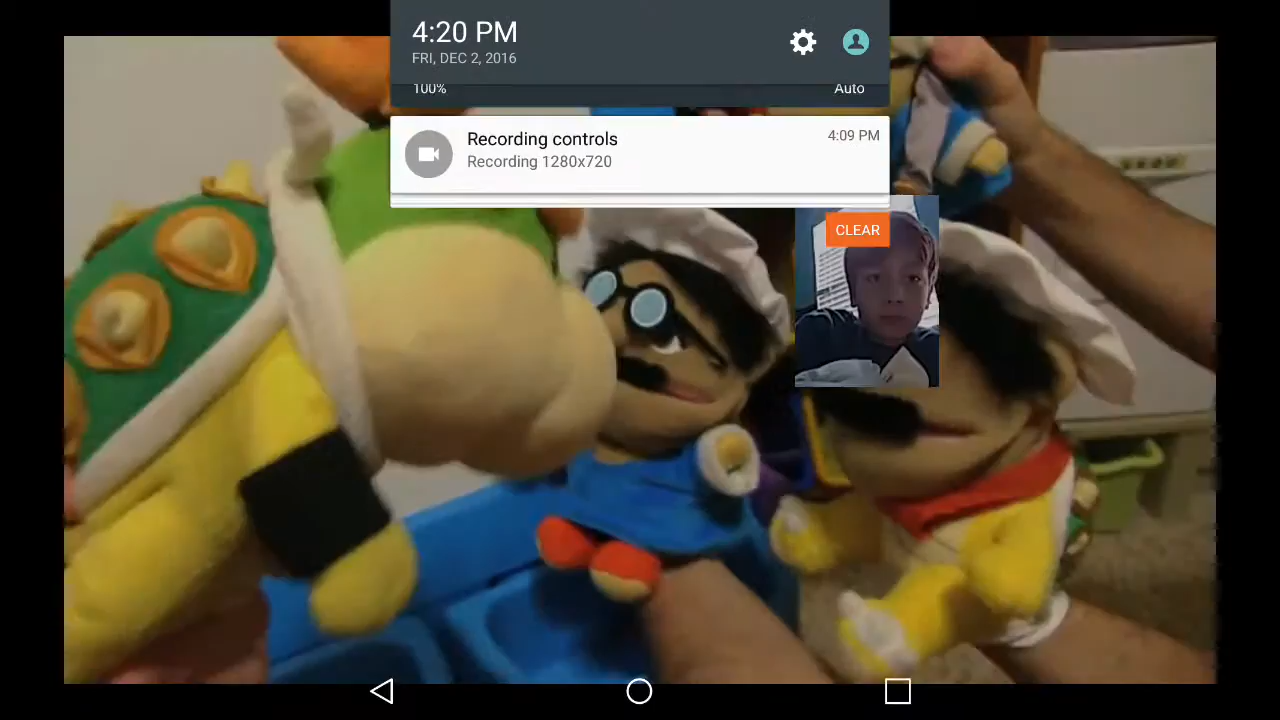 4:20 PM
FRI, DEC 2, 2016
100%
Auto
Recording controls
4:09 PM
Recording 1280x720
CLEAR